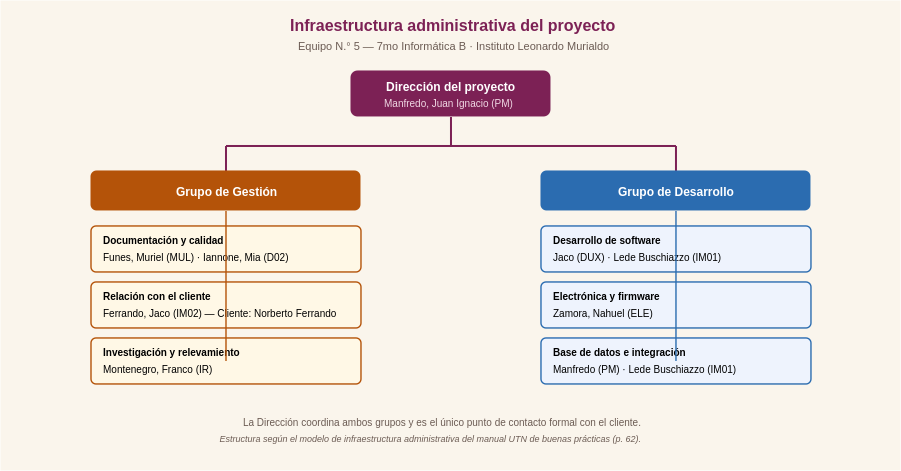 Infraestructura administrativa del proyecto
Equipo N.° 5 — 7mo Informática B · Instituto Leonardo Murialdo
Dirección del proyecto
Manfredo, Juan Ignacio (PM)
Grupo de Gestión
Documentación y calidad
Funes, Muriel (MUL) · Iannone, Mia (D02)
Relación con el cliente
Ferrando, Jaco (IM02) — Cliente: Norberto Ferrando
Investigación y relevamiento
Montenegro, Franco (IR)
Grupo de Desarrollo
Desarrollo de software
Jaco (DUX) · Lede Buschiazzo (IM01)
Electrónica y firmware
Zamora, Nahuel (ELE)
Base de datos e integración
Manfredo (PM) · Lede Buschiazzo (IM01)
La Dirección coordina ambos grupos y es el único punto de contacto formal con el cliente.
Estructura según el modelo de infraestructura administrativa del manual UTN de buenas prácticas (p. 62).